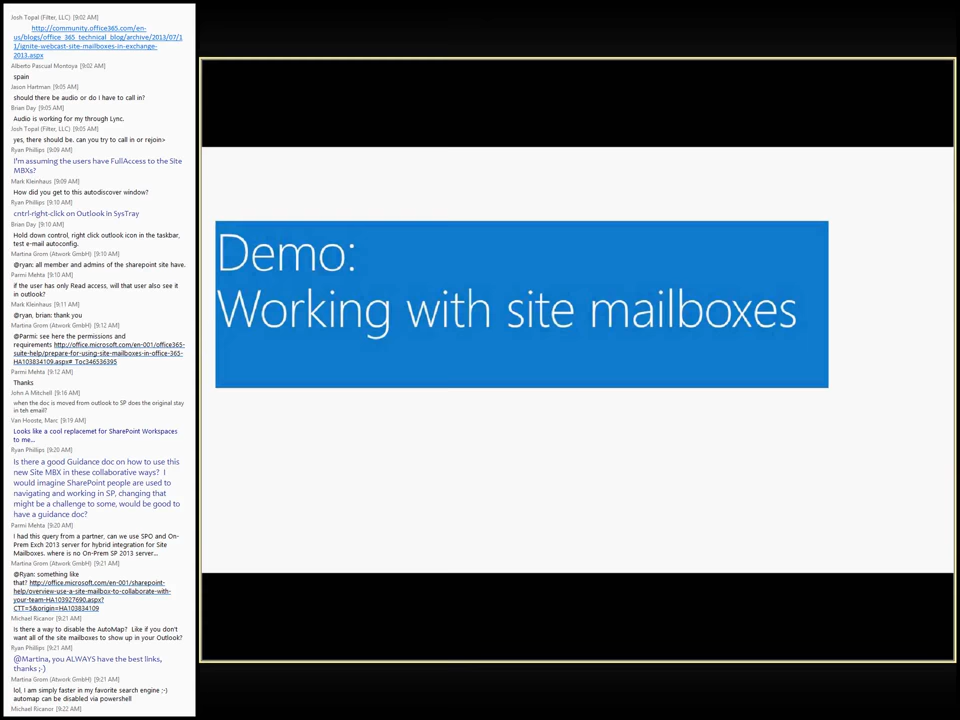 Josh Topal (Filter, LLC) [9:02 AM]
http://community.office365.com/en-
us/blogs/office_365_technical_blog/archive/2013/07/1
1/ignite-webcast-site-mailboxes-in-exchange-
2013.aspx
Alberto Pascual Montoya [9:02 AM]
spain
Jason Hartman [9:05 AM]
should there be audio or do I have to call in?
Brian Day [9:05 AM]
Audio is working for my through Lync.
Josh Topal (Filter, LLC) [9:05 AM]
yes, there should be. can you try to call in or rejoin>
Ryan Phillips [9:09 AM]
I'm assuming the users have FullAccess to the Site
MBXs?
Mark Kleinhaus [9:09 AM]
How did you get to this autodiscover window?
Ryan Phillips [9:10 AM]
cntrl-right-click on Outlook in SysTray
Brian Day [9:10 AM]
Hold down control, right click outlook icon in the taskbar,
test e-mail autoconfig.
Martina Grom (Atwork GmbH) [9:10 AM]
@ryan: all member and admins of the sharepoint site have.
Parmi Mehta [9:10 AM]
if the user has only Read access, will that user also see it
in outlook?
Mark Kleinhaus [9:11 AM]
@ryan, brian: thank you
Martina Grom (Atwork GmbH) [9:12 AM]
@Parmi: see here the permissions and
requirements http://office.microsoft.com/en-001/office365-
suite-help/prepare-for-using-site-mailboxes-in-office-365-
HA103834109.aspx#_Toc346536395
Parmi Mehta [9:12 AM]
Thanks
John A Mitchell [9:16 AM]
when the doc is moved from outlook to SP does the original stay
in teh email?
Van Hooste, Marc [9:19 AM]
Looks like a cool replacemet for SharePoint Workspaces
to me...
Ryan Phillips [9:20 AM]
Is there a good Guidance doc on how to use this
new Site MBX in these collaborative ways? I
would imagine SharePoint people are used to
navigating and working in SP, changing that
might be a challenge to some, would be good to
have a guidance doc?
Parmi Mehta [9:20 AM]
I had this query from a partner, can we use SPO and On-
Prem Exch 2013 server for hybrid integration for Site
Mailboxes. where is no On-Prem SP 2013 server...
Martina Grom (Atwork GmbH) [9:21 AM]
@Ryan: something like
that? http://office.microsoft.com/en-001/sharepoint-
help/overview-use-a-site-mailbox-to-collaborate-with-
your-team-HA103927690.aspx?
CTT=5&origin=HA103834109
Michael Ricanor [9:21 AM]
Is there a way to disable the AutoMap? Like if you don't
want all of the site mailboxes to show up in your Outlook?
Ryan Phillips [9:21 AM]
@Martina, you ALWAYS have the best links,
thanks ;-)
Martina Grom (Atwork GmbH) [9:21 AM]
lol, I am simply faster in my favorite search engine ;-)
automap can be disabled via powershell
Michael Ricanor [9:22 AM]
Demo:
Working with site mailboxes